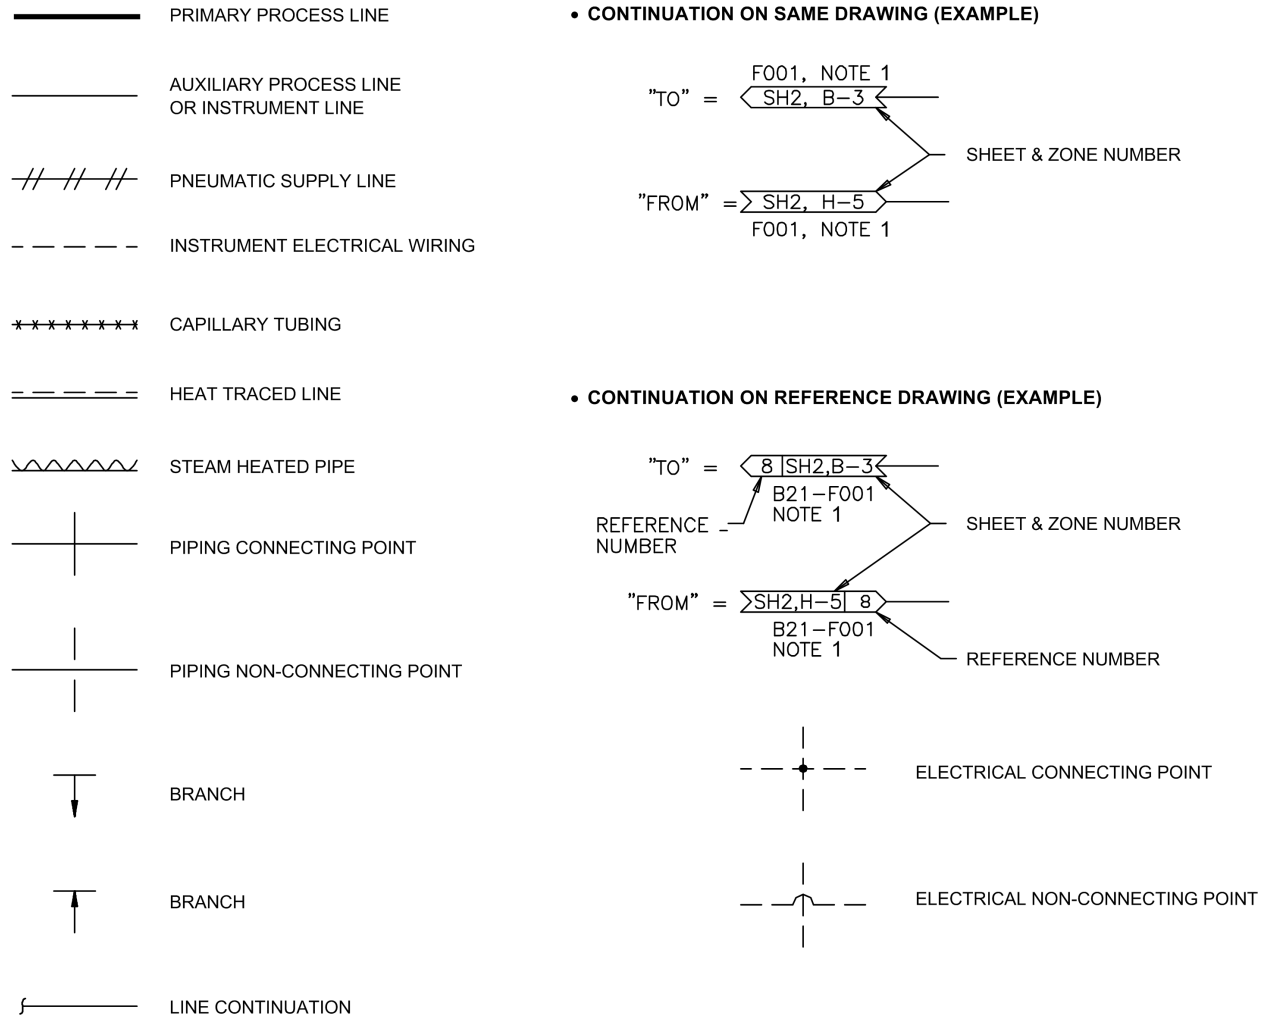 PRIMARY PROCESS LINE
AUXILIARY PROCESS LINE
OR INSTRUMENT LINE
PNEUMATIC SUPPLY LINE
INSTRUMENT ELECTRICAL WIRING
CAPILLARY TUBING
HEAT TRACED LINE
STEAM HEATED PIPE
PIPING CONNECTING POINT
PIPING NON-CONNECTING POINT
BRANCH
BRANCH
LINE CONTINUATION
• CONTINUATION ON SAME DRAWING (EXAMPLE)
F001, NOTE 1
"TO" = SH2, B-3
SHEET & ZONE NUMBER
"FROM" = SH2, H-5
F001, NOTE 1
• CONTINUATION ON REFERENCE DRAWING (EXAMPLE)
"TO" = 8 SH2,B-3
B21-F001
NOTE 1
REFERENCE
NUMBER
SHEET & ZONE NUMBER
"FROM" = SH2,H-5 8
B21-F001
NOTE 1
REFERENCE NUMBER
ELECTRICAL CONNECTING POINT
ELECTRICAL NON-CONNECTING POINT